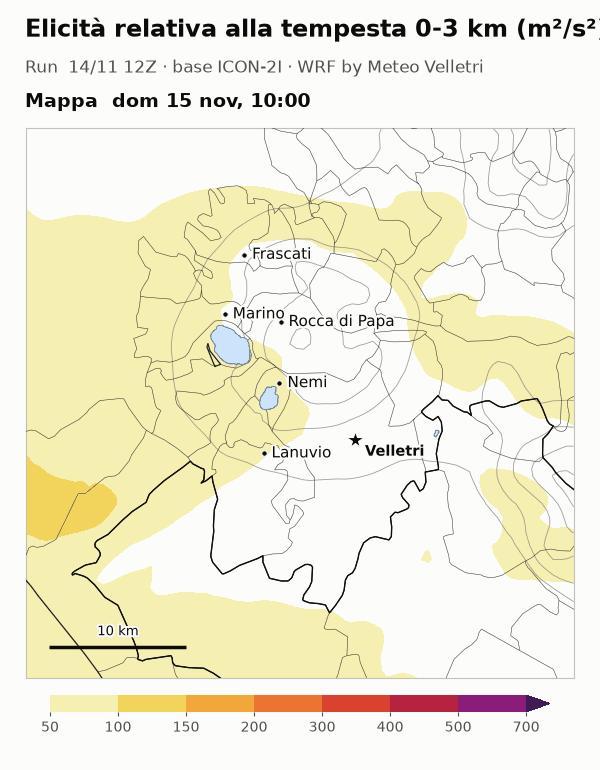 Elicità relativa alla tempesta 0-3 km (m²/s²)
Run 14/11 12Z · base ICON-2I · WRF by Meteo Velletri
Mappa dom 15 nov, 10:00
Frascati
Marino
Rocca di Papa
Nemi
Velletri
Lanuvio
10 km
50 100 150 200 300 400 500 700